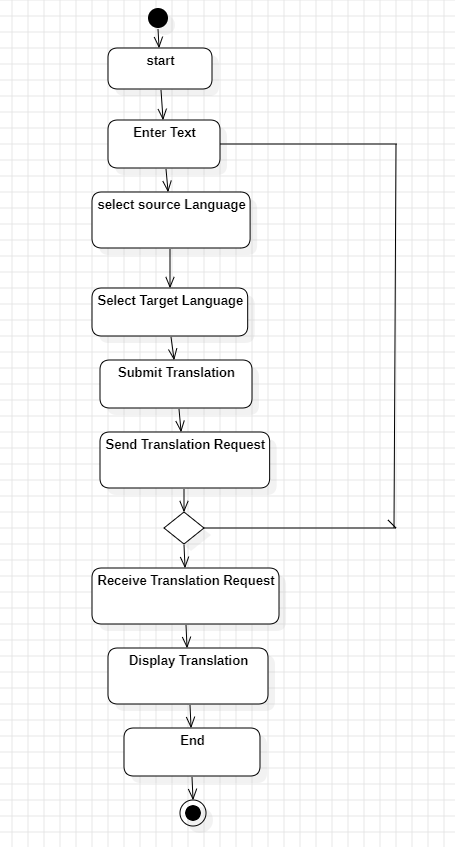 start
Enter Text
select source Language
Select Target Language
Submit Translation
Send Translation Request
Receive Translation Request
Display Translation
End